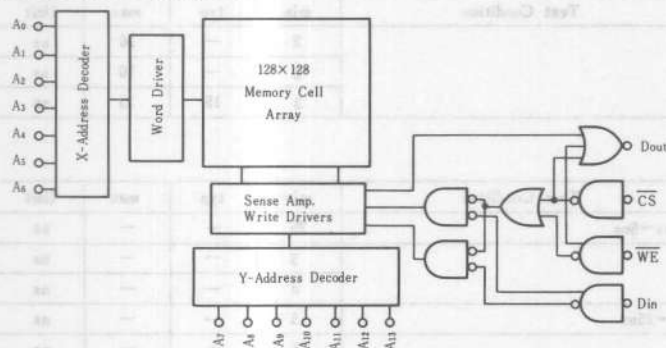 A0
A1
A2
A3
A4
A5
A6
X-Address Decoder
Word Driver
128×128
Memory Cell
Array
Sense Amp.
Write Drivers
Y-Address Decoder
A7
A8
A9
A10
A11
A12
A13
Dout
CS
WE
Din